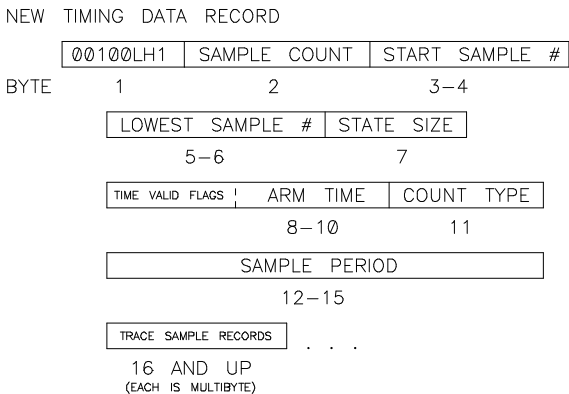 NEW TIMING DATA RECORD
00100LH1 SAMPLE COUNT START SAMPLE #
BYTE 1 2 3-4
LOWEST SAMPLE # STATE SIZE
5-6 7
TIME VALID FLAGS ARM TIME COUNT TYPE
8-10 11
SAMPLE PERIOD
12-15
TRACE SAMPLE RECORDS . . .
16 AND UP
(EACH IS MULTIBYTE)